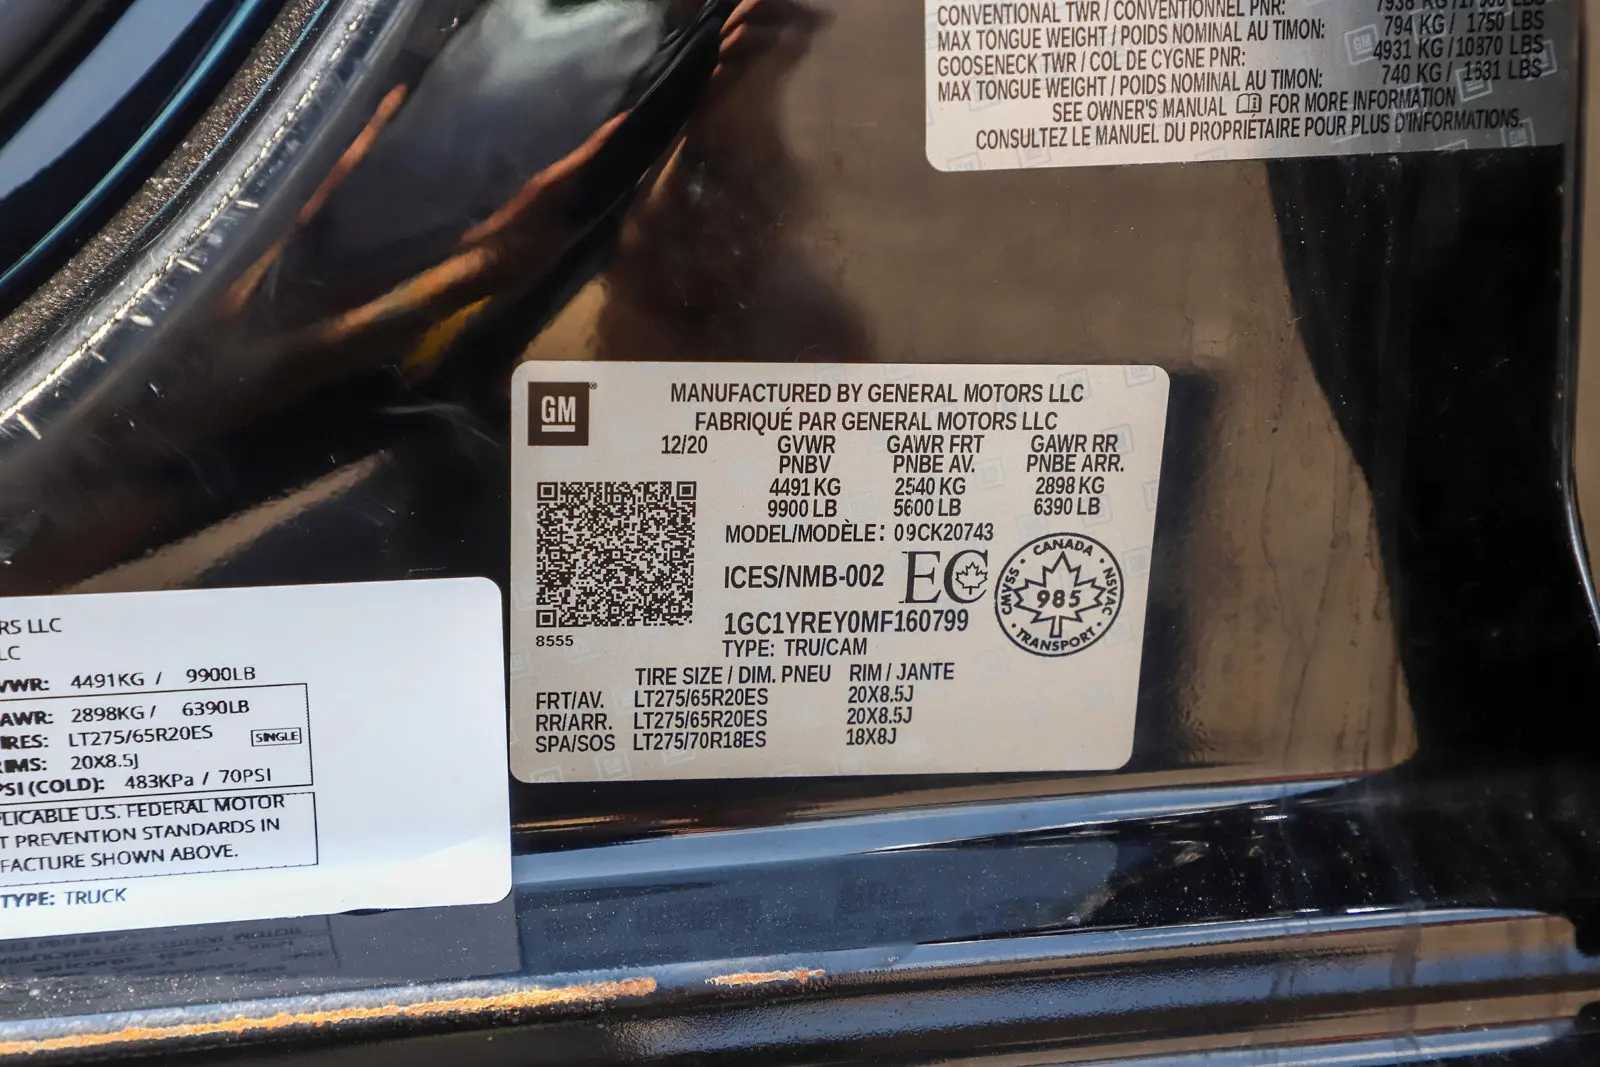 CONVENTIONAL TWR / CONVENTIONNEL PNR: 7938 KG /17500 LBS
MAX TONGUE WEIGHT / POIDS NOMINAL AU TIMON: 794 KG / 1750 LBS
GOOSENECK TWR / COL DE CYGNE PNR: 4931 KG /10870 LBS
MAX TONGUE WEIGHT / POIDS NOMINAL AU TIMON: 740 KG / 1631 LBS
SEE OWNER'S MANUAL FOR MORE INFORMATION
CONSULTEZ LE MANUEL DU PROPRIÉTAIRE POUR PLUS D'INFORMATIONS.
GM®
MANUFACTURED BY GENERAL MOTORS LLC
FABRIQUÉ PAR GENERAL MOTORS LLC
12/20 GVWR GAWR FRT GAWR RR
PNBV PNBE AV. PNBE ARR.
4491 KG 2540 KG 2898 KG
9900 LB 5600 LB 6390 LB
MODEL/MODÈLE: 09CK20743
ICES/NMB-002 EC
CANADA
CMVSS 985 NSVAC
TRANSPORT
1GC1YREY0MF160799
8555
TYPE: TRU/CAM
TIRE SIZE / DIM. PNEU RIM / JANTE
FRT/AV. LT275/65R20ES 20X8.5J
RR/ARR. LT275/65R20ES 20X8.5J
SPA/SOS LT275/70R18ES 18X8J
RS LLC
LC
VWR: 4491KG / 9900LB
AWR: 2898KG / 6390LB
RES: LT275/65R20ES SINGLE
IMS: 20X8.5J
SI (COLD): 483KPa / 70PSI
PLICABLE U.S. FEDERAL MOTOR
T PREVENTION STANDARDS IN
FACTURE SHOWN ABOVE.
TYPE: TRUCK